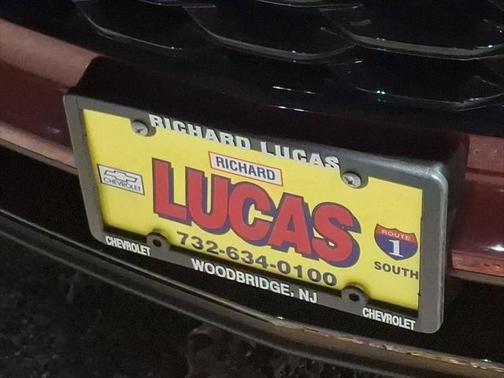 RICHARD LUCAS
RICHARD
CHEVROLET
LUCAS
ROUTE
1
SOUTH
732-634-0100
CHEVROLET
WOODBRIDGE, NJ
CHEVROLET